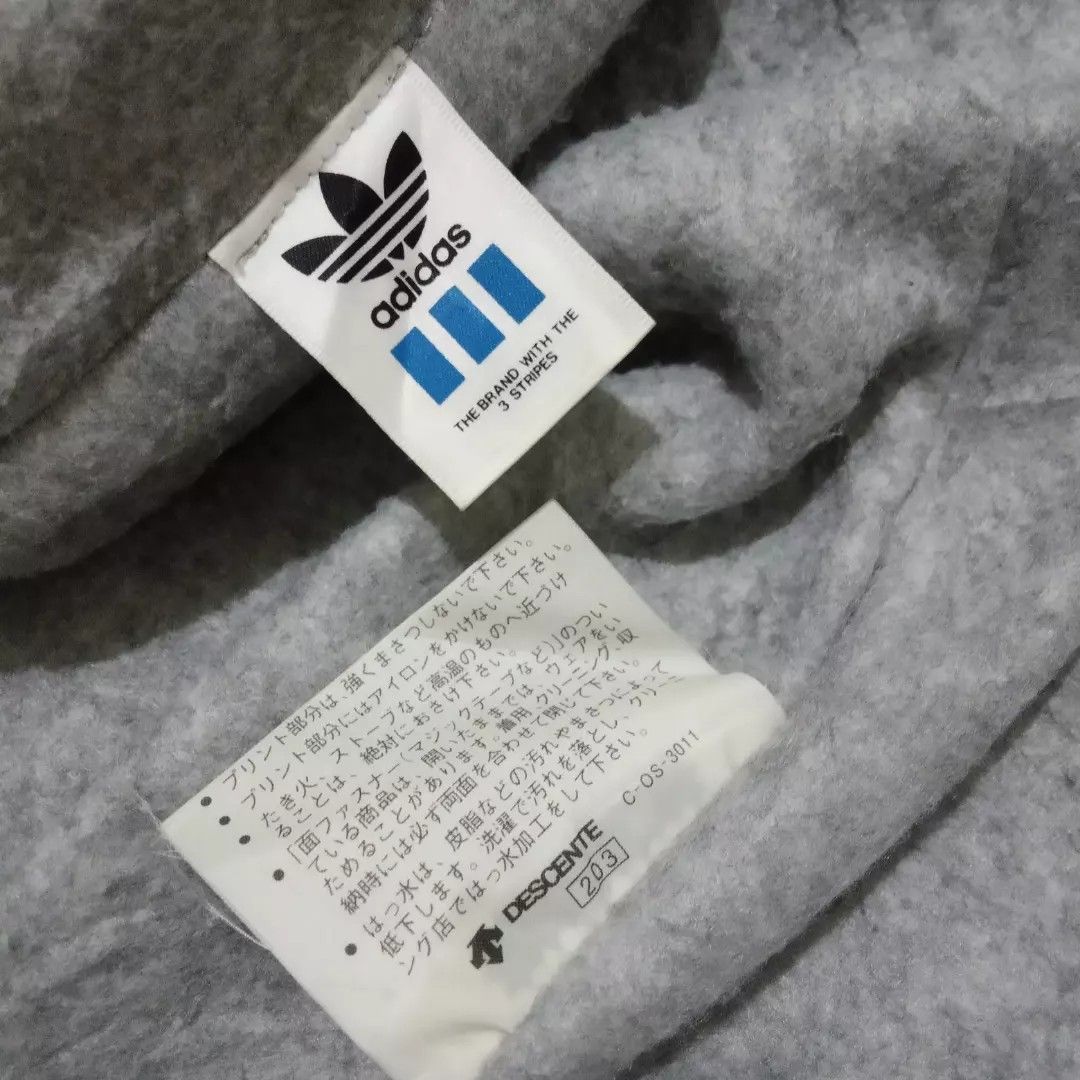 adidas
THE BRAND WITH THE
3 STRIPES
• プリント部分は、強くまさつしないで下さい。
• プリント部分にはアイロンをかけないで下さい。
• たき火、ストーブなど高温のものへ近づけ
ることは、絶対におさけ下さい。
• 「面ファスナー(マジックテープなど)」のつい
ている商品は、開いたままでは、ウェアをい
ためることがあります。着用、クリーニング、収
納時には必ず両面を合わせて閉じて下さい。
• はっ水は、皮脂などの汚れやまさつによって
低下します。洗濯で汚れを落とし、クリーニ
ング店ではっ水加工をして下さい。
C-OS-3011
DESCENTE
203